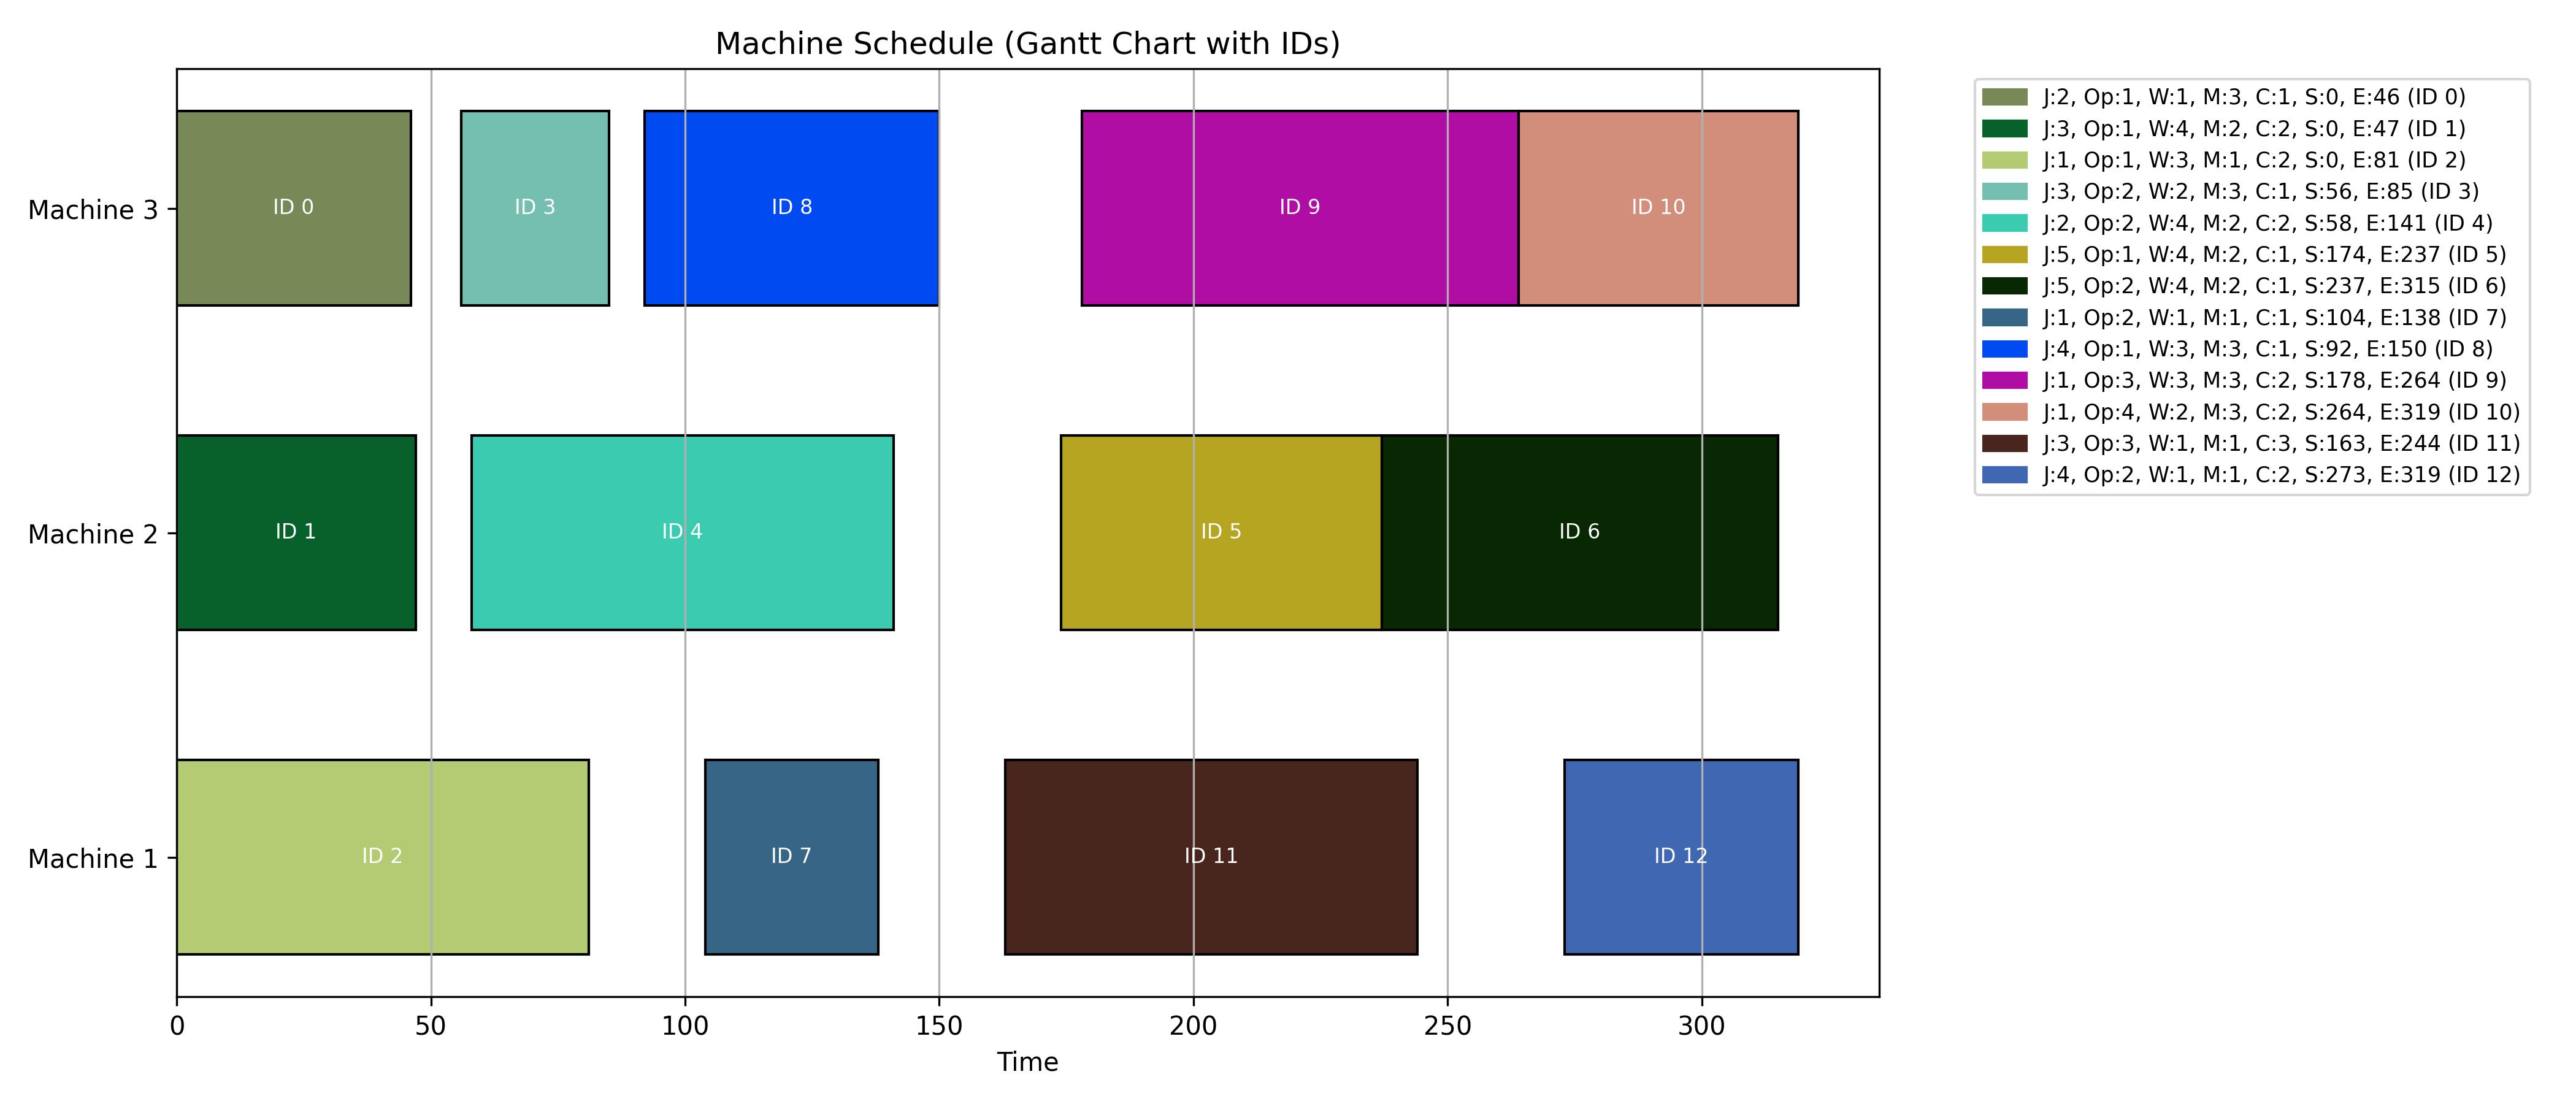 Machine Schedule (Gantt Chart with IDs)
Machine 3
ID 0
ID 3
ID 8
ID 9
ID 10
Machine 2
ID 1
ID 4
ID 5
ID 6
Machine 1
ID 2
ID 7
ID 11
ID 12
0 50 100 150 200 250 300
Time
J:2, Op:1, W:1, M:3, C:1, S:0, E:46 (ID 0)
J:3, Op:1, W:4, M:2, C:2, S:0, E:47 (ID 1)
J:1, Op:1, W:3, M:1, C:2, S:0, E:81 (ID 2)
J:3, Op:2, W:2, M:3, C:1, S:56, E:85 (ID 3)
J:2, Op:2, W:4, M:2, C:2, S:58, E:141 (ID 4)
J:5, Op:1, W:4, M:2, C:1, S:174, E:237 (ID 5)
J:5, Op:2, W:4, M:2, C:1, S:237, E:315 (ID 6)
J:1, Op:2, W:1, M:1, C:1, S:104, E:138 (ID 7)
J:4, Op:1, W:3, M:3, C:1, S:92, E:150 (ID 8)
J:1, Op:3, W:3, M:3, C:2, S:178, E:264 (ID 9)
J:1, Op:4, W:2, M:3, C:2, S:264, E:319 (ID 10)
J:3, Op:3, W:1, M:1, C:3, S:163, E:244 (ID 11)
J:4, Op:2, W:1, M:1, C:2, S:273, E:319 (ID 12)